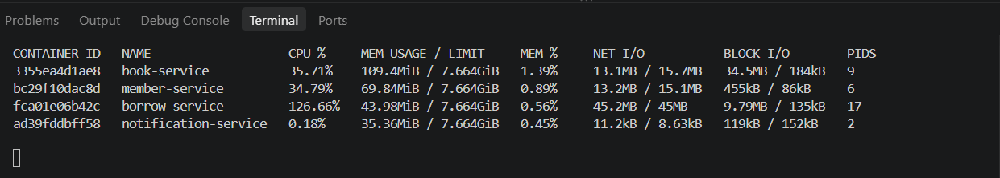 Problems Output Debug Console Terminal Ports
CONTAINER ID NAME CPU % MEM USAGE / LIMIT MEM % NET I/O BLOCK I/O PIDS
3355ea4d1ae8 book-service 35.71% 109.4MiB / 7.664GiB 1.39% 13.1MB / 15.7MB 34.5MB / 184kB 9
bc29f10dac8d member-service 34.79% 69.84MiB / 7.664GiB 0.89% 13.2MB / 15.1MB 455kB / 86kB 6
fca01e06b42c borrow-service 126.66% 43.98MiB / 7.664GiB 0.56% 45.2MB / 45MB 9.79MB / 135kB 17
ad39fddbff58 notification-service 0.18% 35.36MiB / 7.664GiB 0.45% 11.2kB / 8.63kB 119kB / 152kB 2